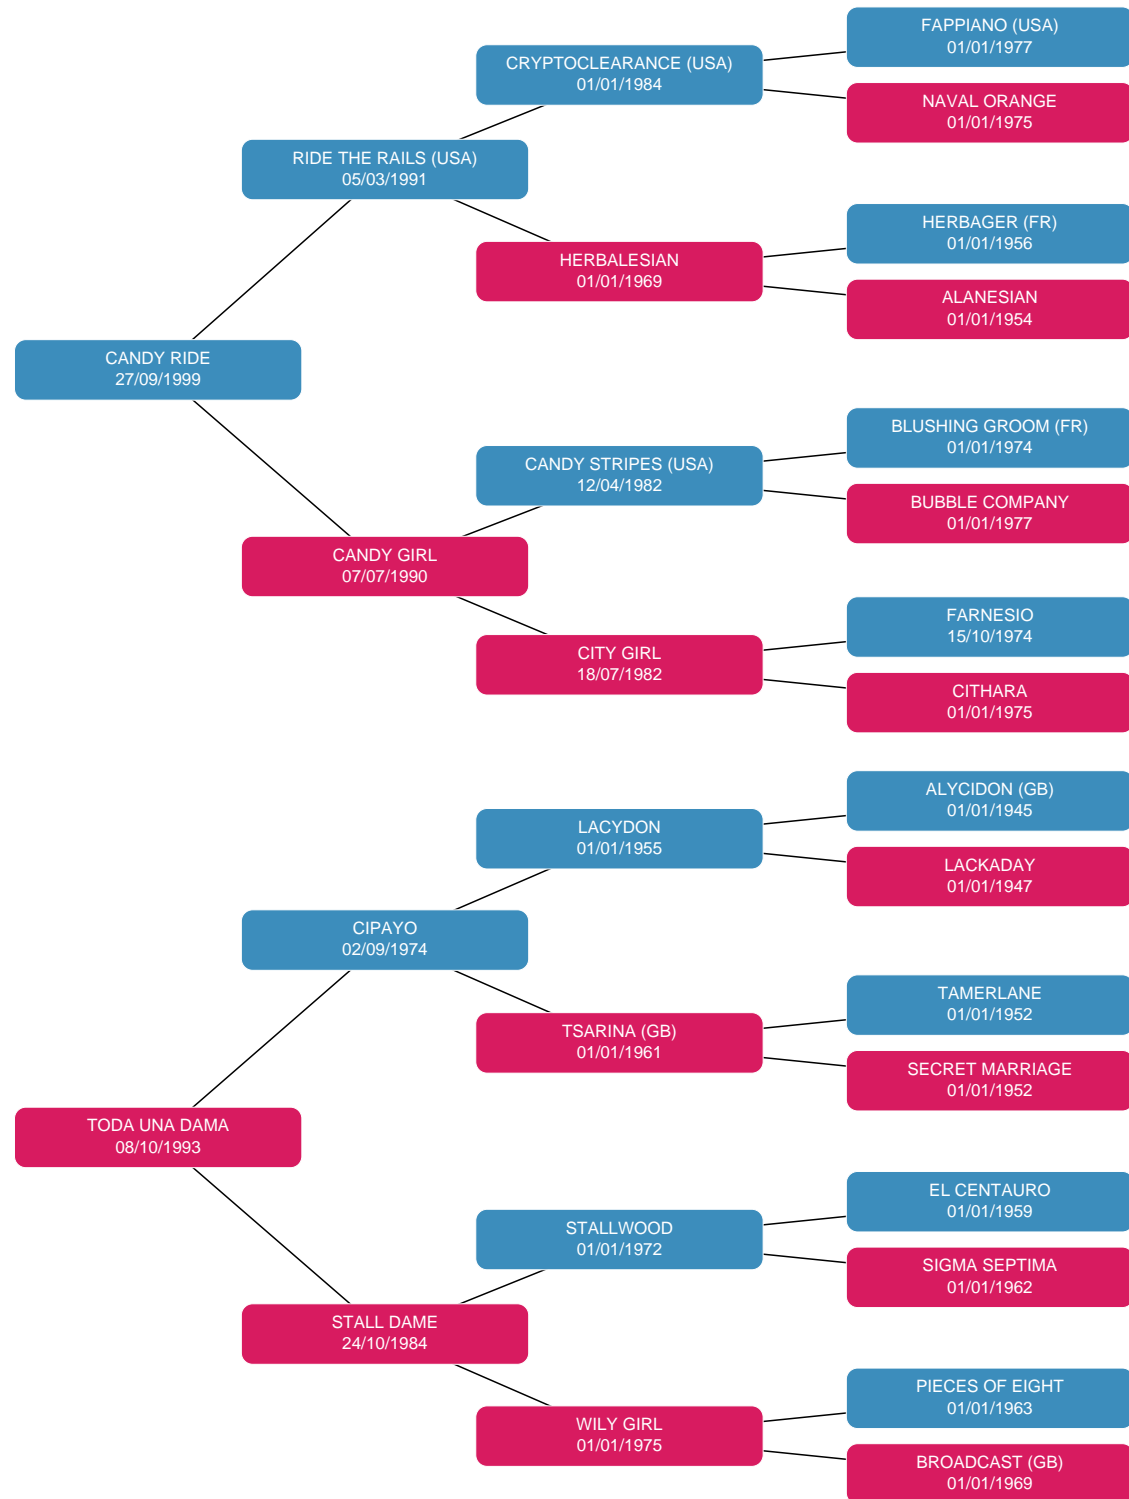 FAPPIANO (USA)
01/01/1977
CRYPTOCLEARANCE (USA)
01/01/1984
NAVAL ORANGE
01/01/1975
RIDE THE RAILS (USA)
05/03/1991
HERBAGER (FR)
01/01/1956
HERBALESIAN
01/01/1969
ALANESIAN
01/01/1954
CANDY RIDE
27/09/1999
BLUSHING GROOM (FR)
01/01/1974
CANDY STRIPES (USA)
12/04/1982
BUBBLE COMPANY
01/01/1977
CANDY GIRL
07/07/1990
FARNESIO
15/10/1974
CITY GIRL
18/07/1982
CITHARA
01/01/1975
ALYCIDON (GB)
01/01/1945
LACYDON
01/01/1955
LACKADAY
01/01/1947
CIPAYO
02/09/1974
TAMERLANE
01/01/1952
TSARINA (GB)
01/01/1961
SECRET MARRIAGE
01/01/1952
TODA UNA DAMA
08/10/1993
EL CENTAURO
01/01/1959
STALLWOOD
01/01/1972
SIGMA SEPTIMA
01/01/1962
STALL DAME
24/10/1984
PIECES OF EIGHT
01/01/1963
WILY GIRL
01/01/1975
BROADCAST (GB)
01/01/1969